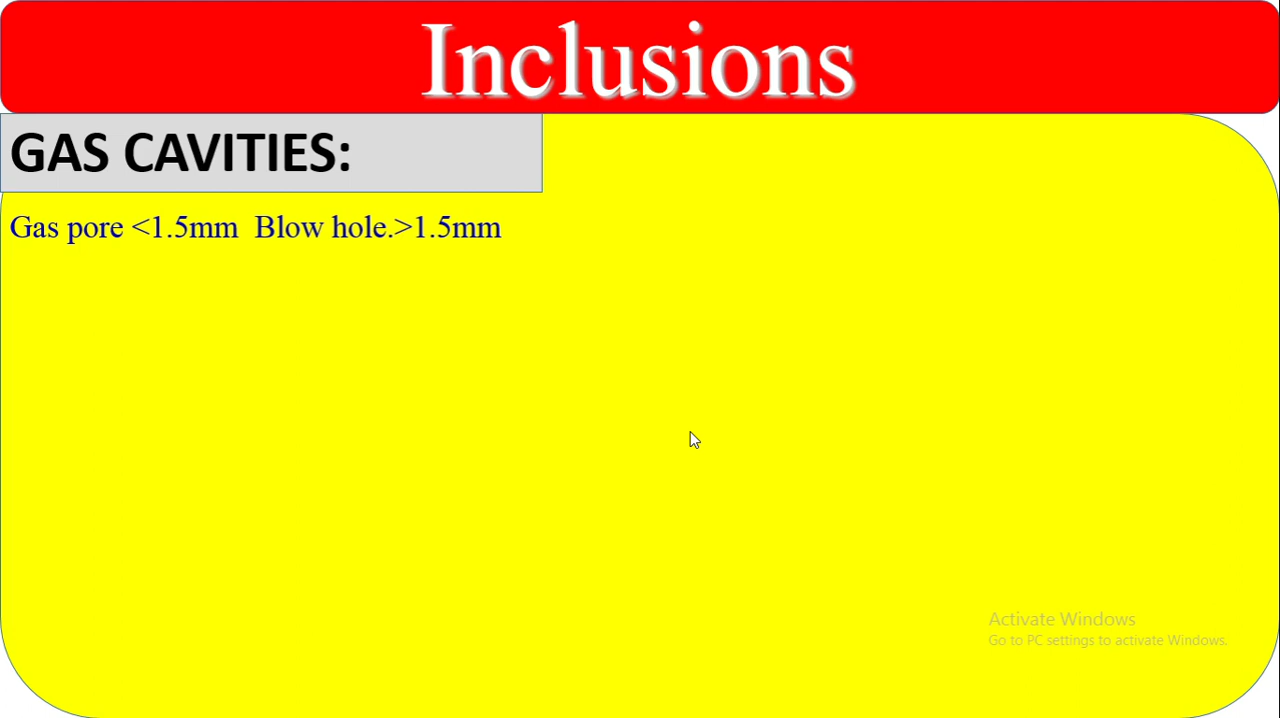 Inclusions
GAS CAVITIES:
Gas pore <1.5mm  Blow hole.>1.5mm
Activate Windows
Go to PC settings to activate Windows.